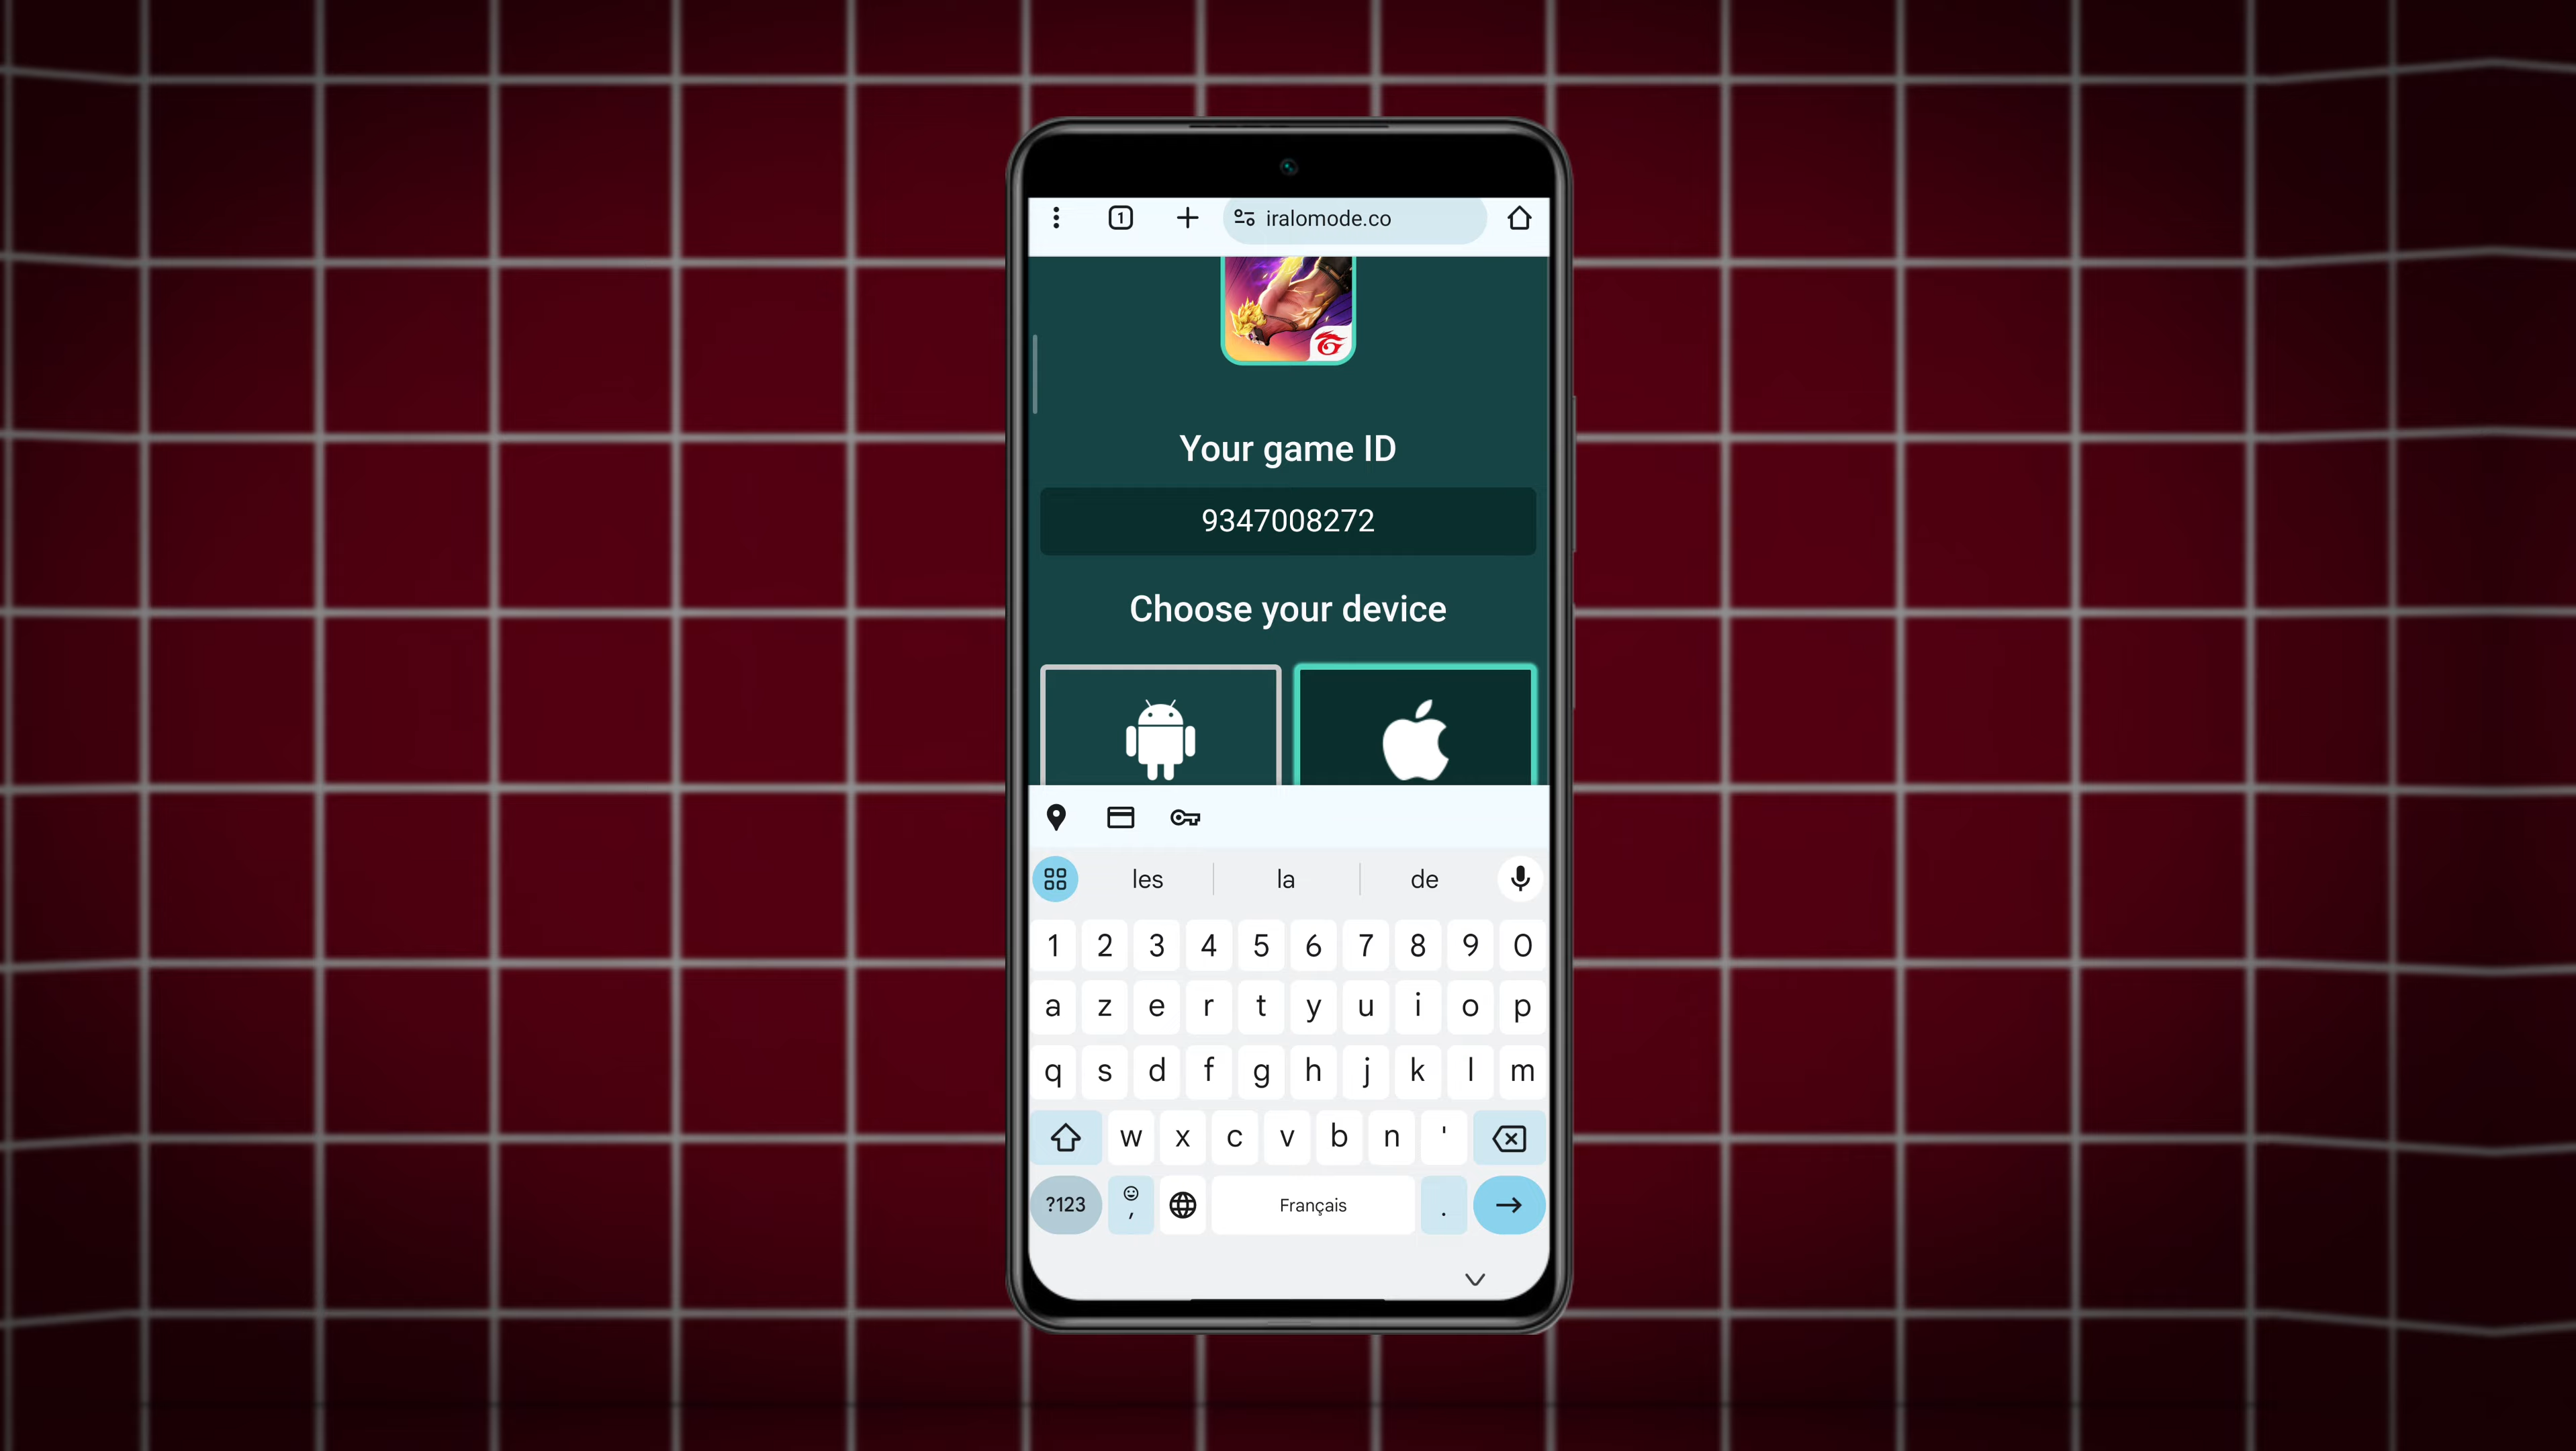 1 iralomode.co
Your game ID
9347008272
Choose your device
les la de
1 2 3 4 5 6 7 8 9 0
a z e r t y u i o p
q s d f g h j k l m
w x c v b n '
?123 , Français .